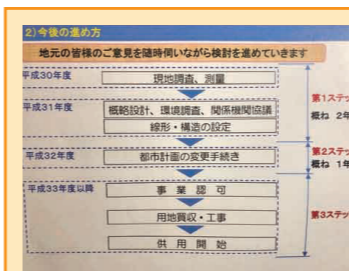 2)今後の進め方
地元の皆様のご意見を随時伺いながら検討を進めていきます
平成30年度
現地調査、測量
平成31年度
概略設計、環境調査、関係機関協議
線形・構造の設定
第1ステッ
概ね 2年
平成32年度
都市計画の変更手続き
第2ステッ
概ね 1年
平成33年度以降
事業認可
用地買収・工事
供用開始
第3ステッ